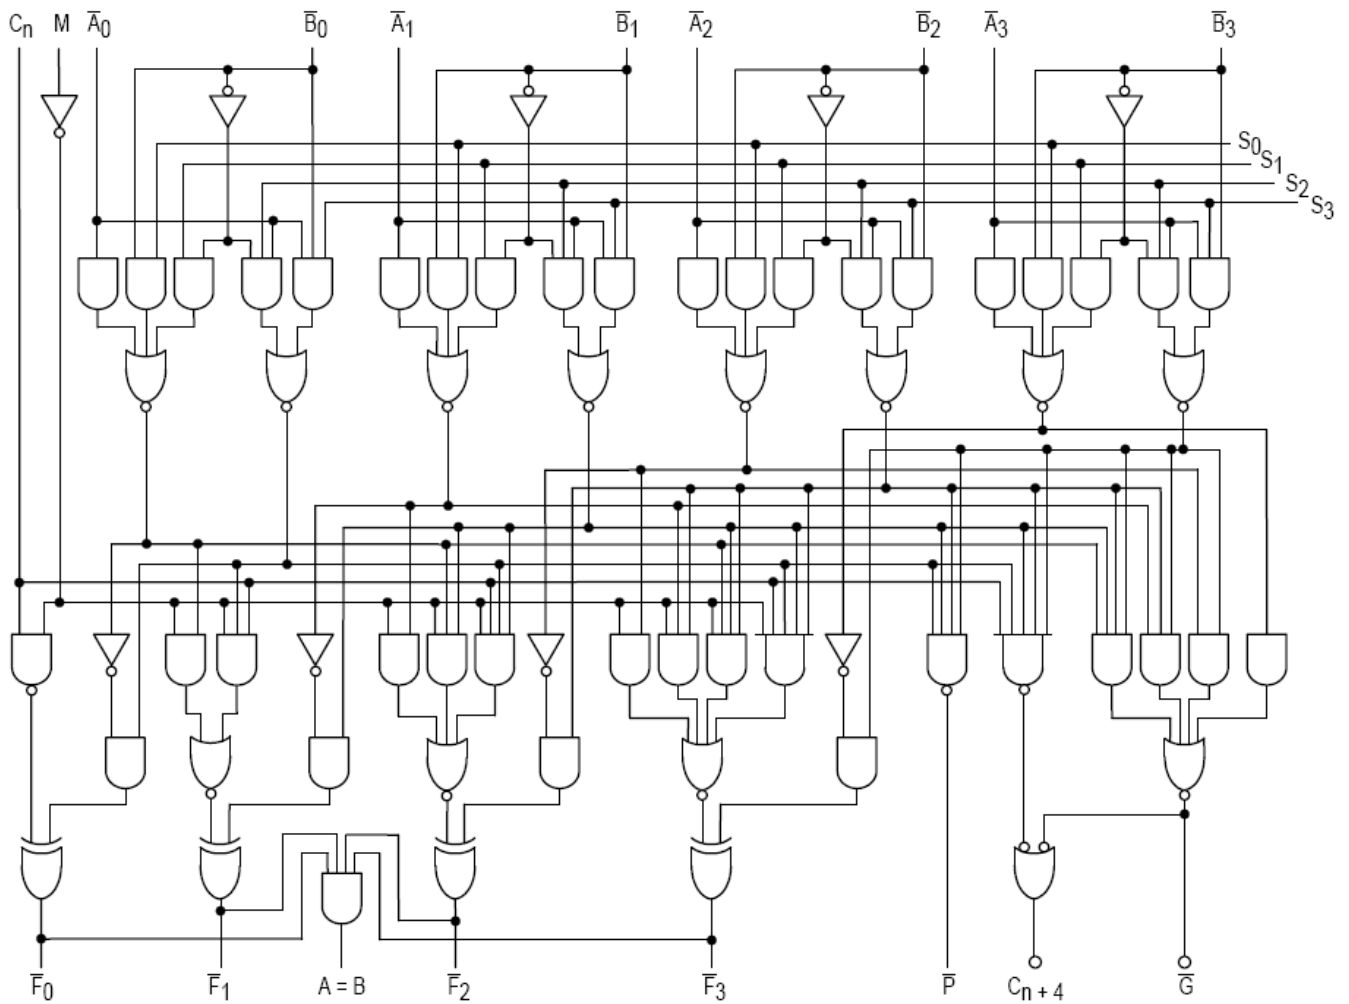 Cn M A̅0 B̅0 A̅1 B̅1 A̅2 B̅2 A̅3 B̅3
S0
S1
S2
S3
F̅0 F̅1 A = B F̅2 F̅3 P̅ Cn + 4 G̅